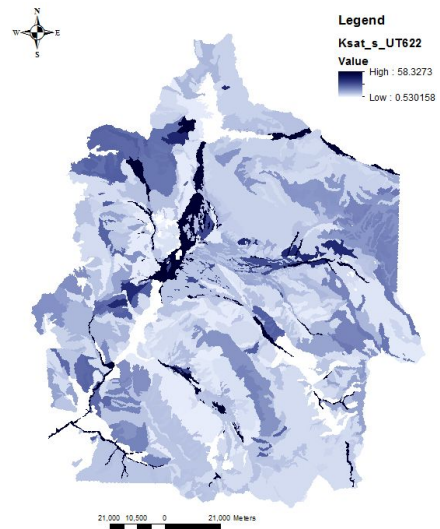 N
W
E
S
Legend
Ksat_s_UT622
Value
High : 58.3273
Low : 0.530158
21,000 10,500 0 21,000 Meters